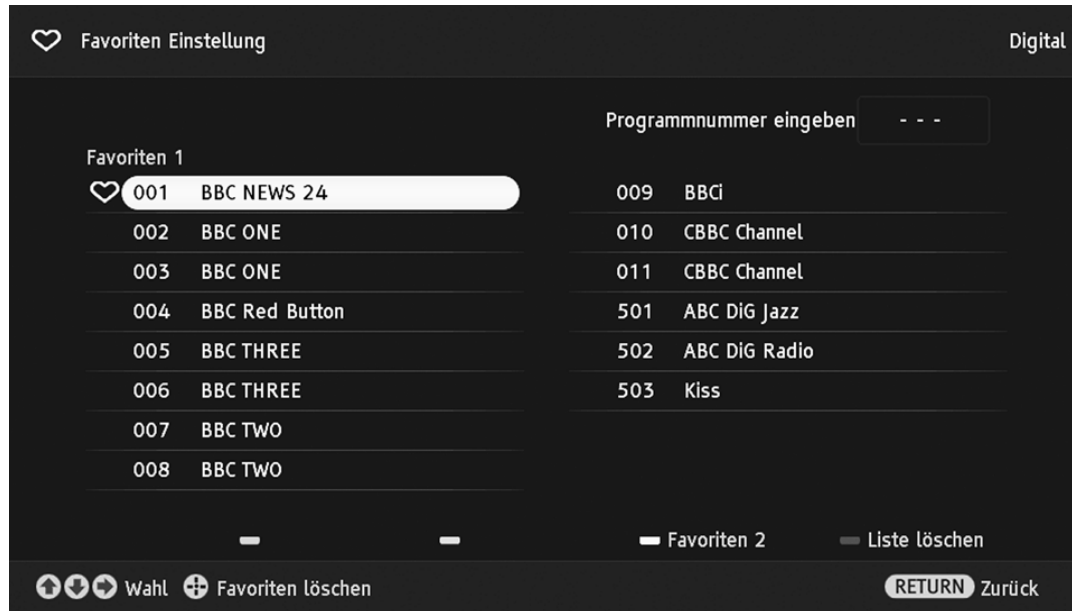 Favoriten Einstellung
Digital
Programmnummer eingeben - - -
Favoriten 1
001 BBC NEWS 24
002 BBC ONE
003 BBC ONE
004 BBC Red Button
005 BBC THREE
006 BBC THREE
007 BBC TWO
008 BBC TWO
009 BBCi
010 CBBC Channel
011 CBBC Channel
501 ABC DiG Jazz
502 ABC DiG Radio
503 Kiss
Favoriten 2
Liste löschen
Wahl
Favoriten löschen
RETURN Zurück